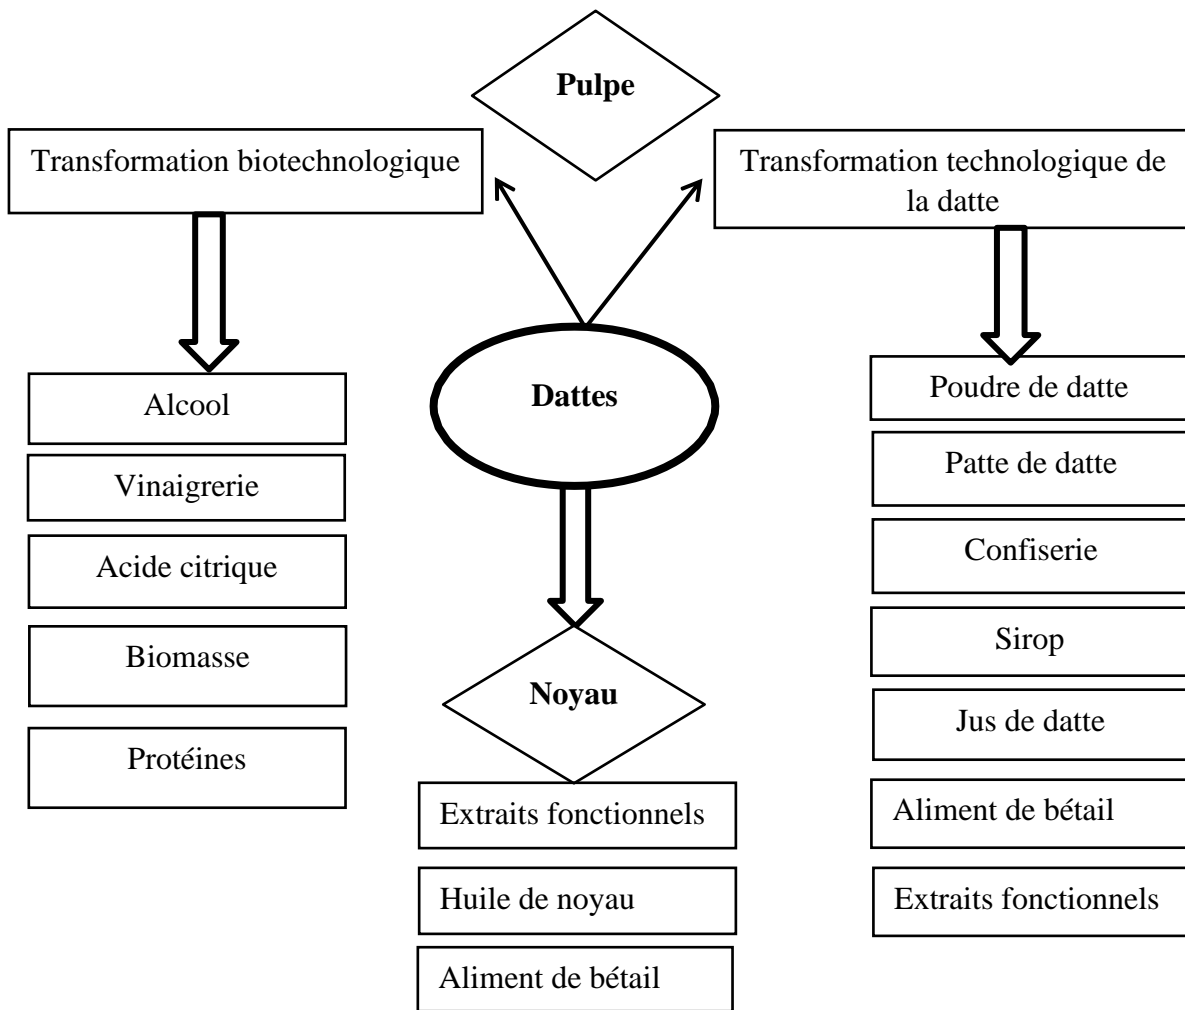 Pulpe
Transformation biotechnologique
Transformation technologique de
la datte
Dattes
Alcool
Vinaigrerie
Acide citrique
Biomasse
Protéines
Noyau
Extraits fonctionnels
Huile de noyau
Aliment de bétail
Poudre de datte
Patte de datte
Confiserie
Sirop
Jus de datte
Aliment de bétail
Extraits fonctionnels